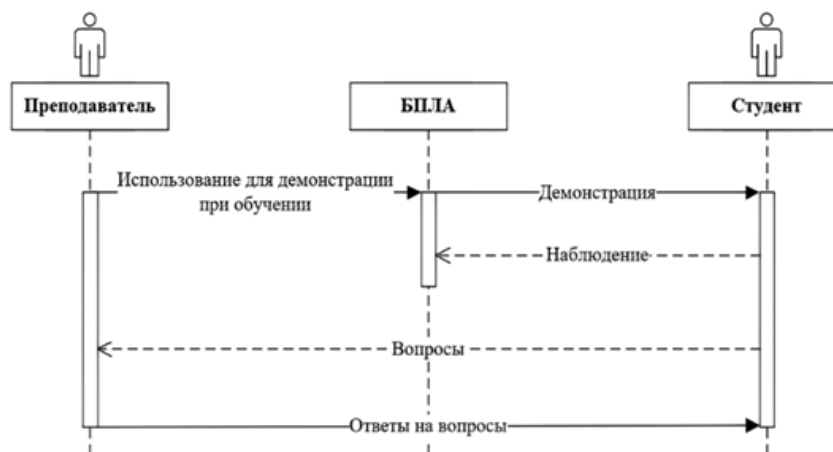 Преподаватель
БПЛА
Студент
Использование для демонстрации
при обучении
Демонстрация
Наблюдение
Вопросы
Ответы на вопросы